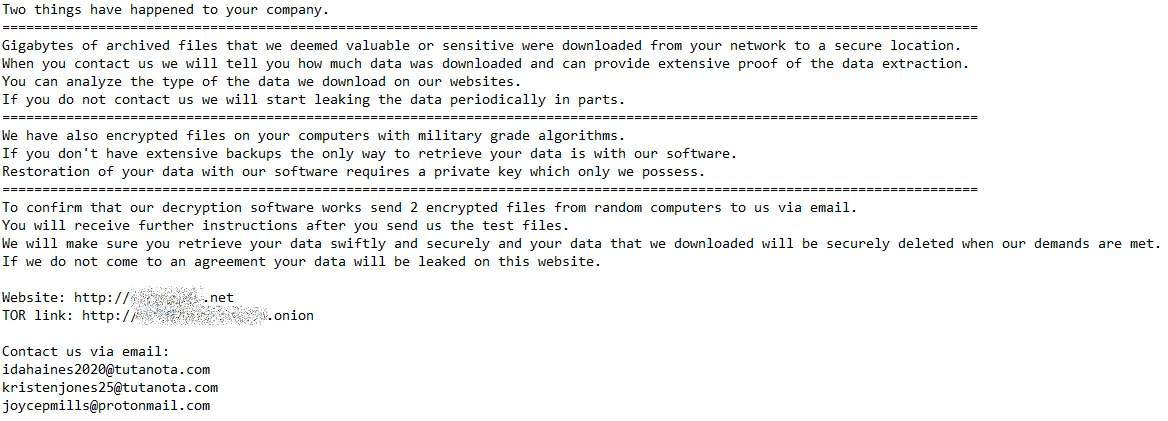 Two things have happened to your company.
==========================================================================================================================
Gigabytes of archived files that we deemed valuable or sensitive were downloaded from your network to a secure location.
When you contact us we will tell you how much data was downloaded and can provide extensive proof of the data extraction.
You can analyze the type of the data we download on our websites.
If you do not contact us we will start leaking the data periodically in parts.
==========================================================================================================================
We have also encrypted files on your computers with military grade algorithms.
If you don't have extensive backups the only way to retrieve your data is with our software.
Restoration of your data with our software requires a private key which only we possess.
==========================================================================================================================
To confirm that our decryption software works send 2 encrypted files from random computers to us via email.
You will receive further instructions after you send us the test files.
We will make sure you retrieve your data swiftly and securely and your data that we downloaded will be securely deleted when our demands are met.
If we do not come to an agreement your data will be leaked on this website.
Website: http:// .net
TOR link: http:// .onion
Contact us via email:
idahaines2020@tutanota.com
kristenjones25@tutanota.com
joycepmills@protonmail.com